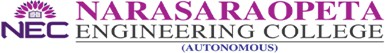 NEC
NARASARAOPETA
ENGINEERING COLLEGE
(AUTONOMOUS)